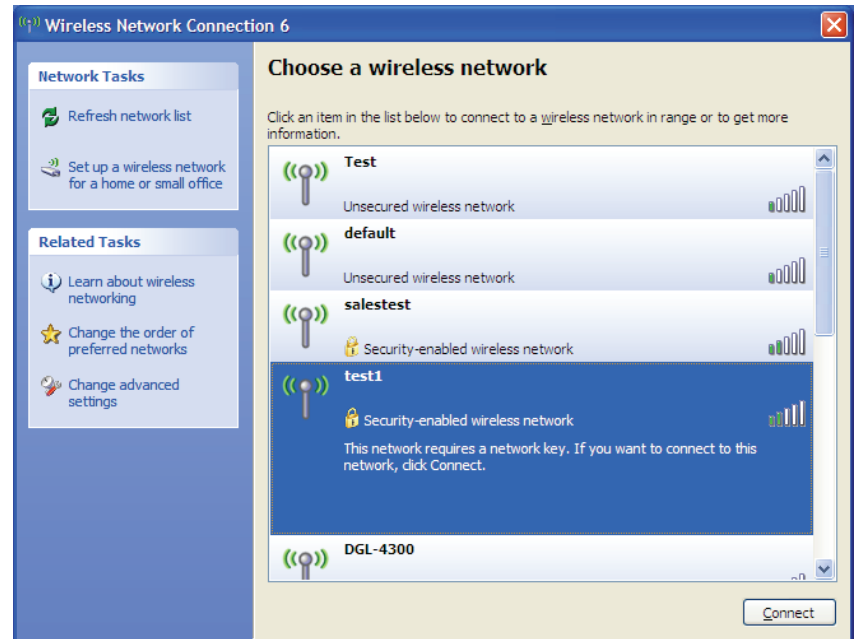 Wireless Network Connection 6
Network Tasks
Refresh network list
Set up a wireless network
for a home or small office
Related Tasks
Learn about wireless
networking
Change the order of
preferred networks
Change advanced
settings
Choose a wireless network
Click an item in the list below to connect to a wireless network in range or to get more
information.
Test
Unsecured wireless network
default
Unsecured wireless network
salestest
Security-enabled wireless network
test1
Security-enabled wireless network
This network requires a network key. If you want to connect to this
network, click Connect.
DGL-4300
Connect